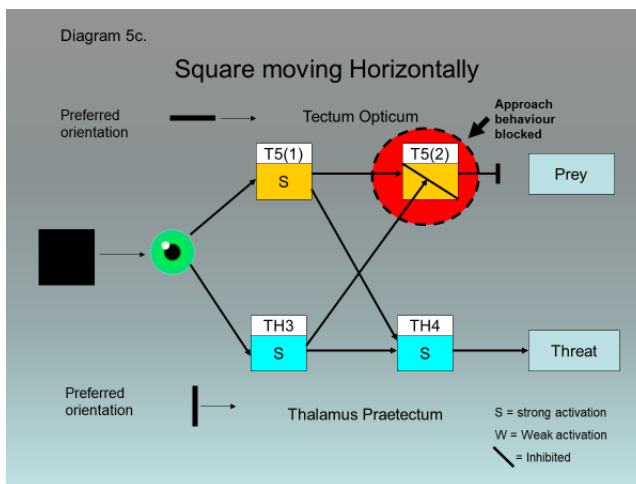 Diagram 5c.
Square moving Horizontally
Preferred
orientation
Tectum Opticum
Approach
behaviour
blocked
T5(1)
S
T5(2)
Prey
TH3
S
TH4
S
Threat
Preferred
orientation
Thalamus Praetectum
S = strong activation
W = Weak activation
= Inhibited